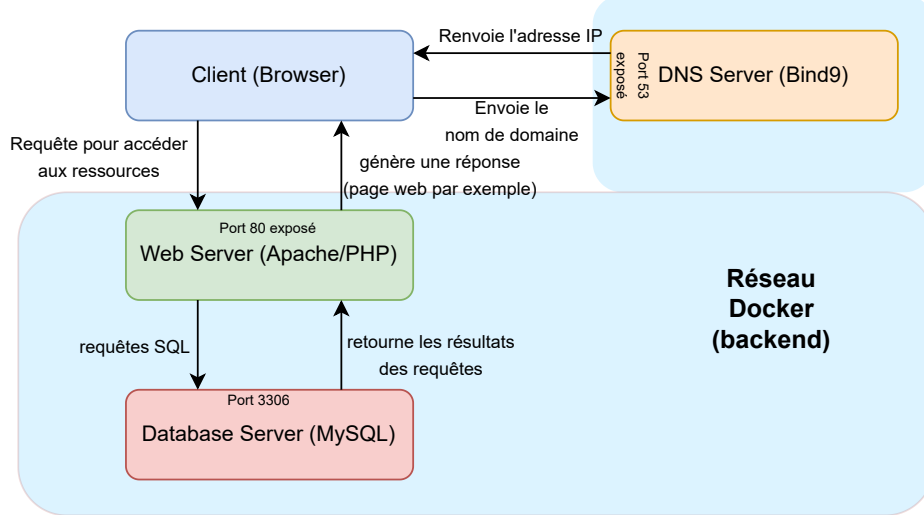 Renvoie l'adresse IP
Client (Browser)
Port 53
exposé
DNS Server (Bind9)
Envoie le
nom de domaine
Requête pour accéder
aux ressources
génère une réponse
(page web par exemple)
Port 80 exposé
Web Server (Apache/PHP)
Réseau
Docker
(backend)
requêtes SQL
retourne les résultats
des requêtes
Port 3306
Database Server (MySQL)